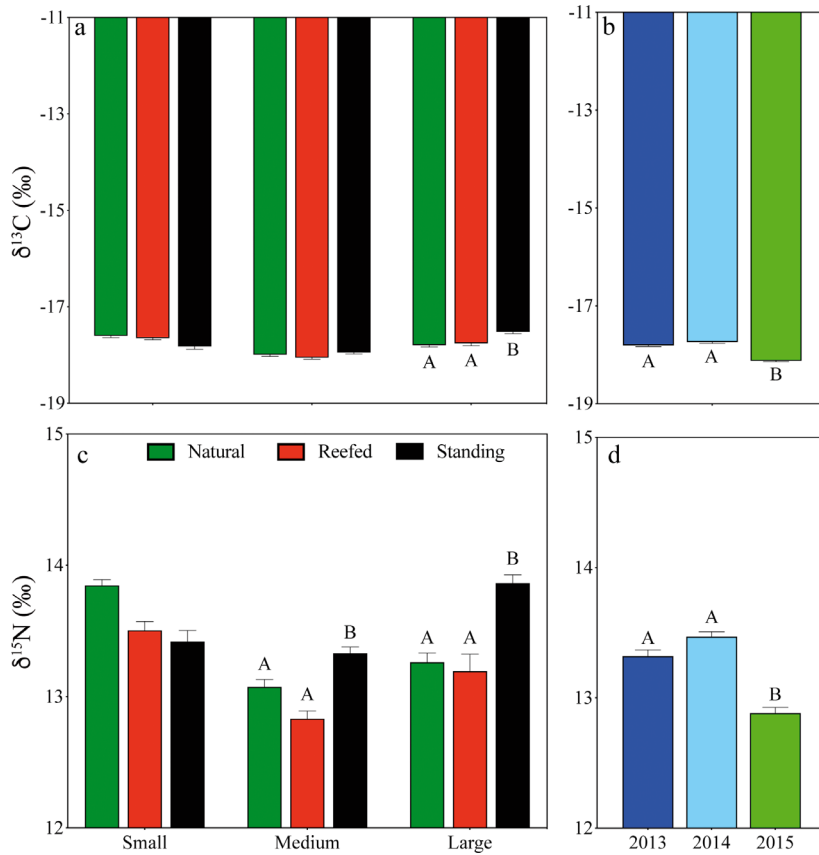 a
b
-11
-13
-15
-17
-19
δ13C (‰)
A A B
-11
-13
-15
-17
-19
A A B
c
Natural Reefed Standing
d
15
14
13
12
δ15N (‰)
A A B
A A B
Small Medium Large
15
14
13
12
A A B
2013 2014 2015